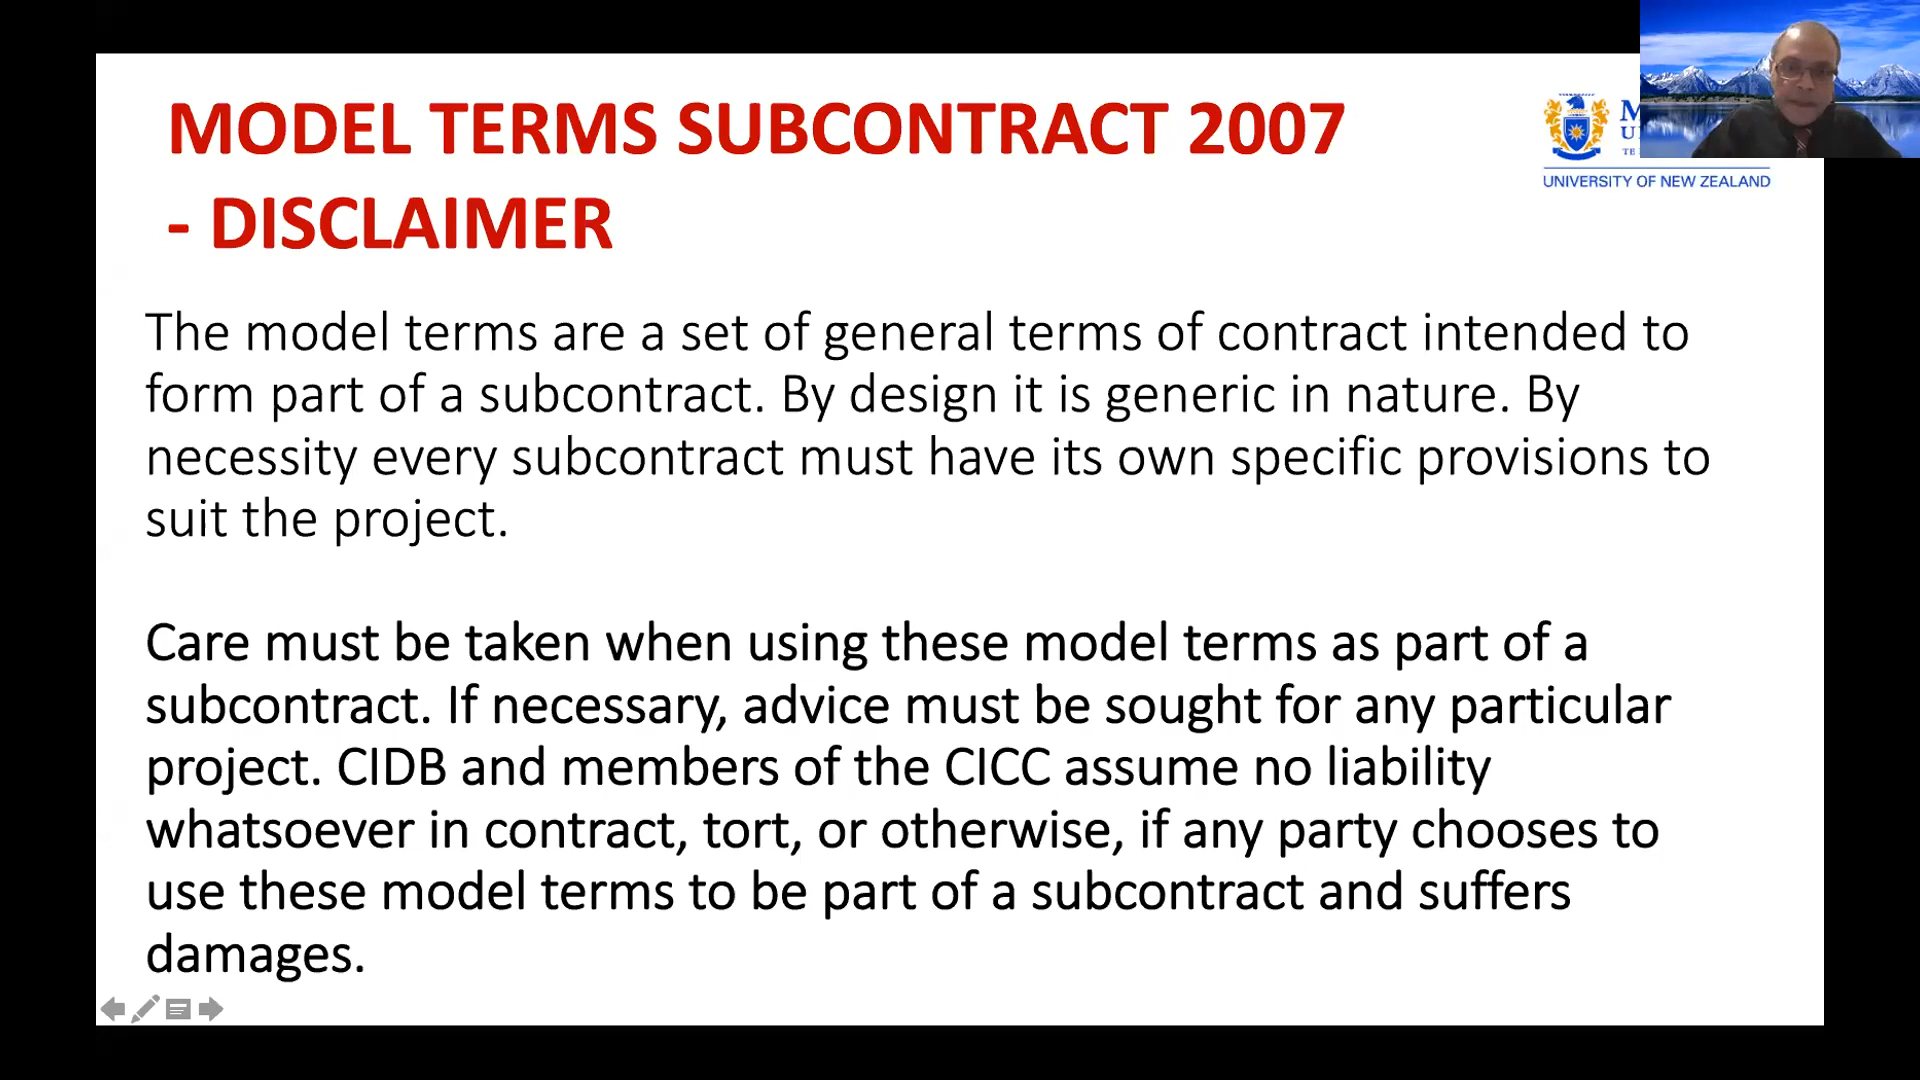 MODEL TERMS SUBCONTRACT 2007
- DISCLAIMER
UNIVERSITY OF NEW ZEALAND
The model terms are a set of general terms of contract intended to
form part of a subcontract. By design it is generic in nature. By
necessity every subcontract must have its own specific provisions to
suit the project.
Care must be taken when using these model terms as part of a
subcontract. If necessary, advice must be sought for any particular
project. CIDB and members of the CICC assume no liability
whatsoever in contract, tort, or otherwise, if any party chooses to
use these model terms to be part of a subcontract and suffers
damages.